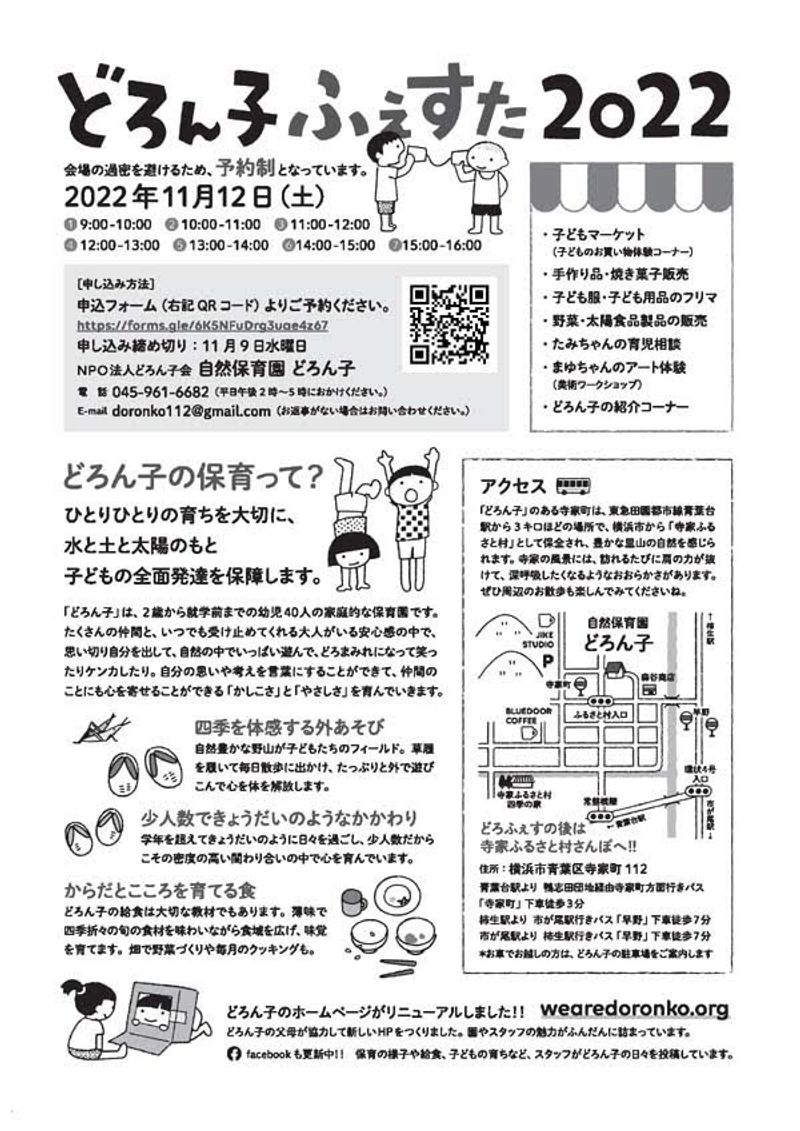 どろん子ふぇすた2022
会場の過密を避けるため、予約制となっています。
2022年11月12日（土）
①9:00-10:00 ②10:00-11:00 ③11:00-12:00
④12:00-13:00 ⑤13:00-14:00 ⑥14:00-15:00 ⑦15:00-16:00
［申し込み方法］
申込フォーム（右記QRコード）よりご予約ください。
https://forms.gle/6K5NFuDrg3uae4z67
申し込み締め切り：11月9日水曜日
NPO法人どろん子会 自然保育園 どろん子
電 話 045-961-6682（平日午後2時～5時におかけください。）
E-mail doronko112@gmail.com（お返事がない場合はお問い合わせください。）
・子どもマーケット
（子どものお買い物体験コーナー）
・手作り品・焼き菓子販売
・子ども服・子ども用品のフリマ
・野菜・太陽食品製品の販売
・たみちゃんの育児相談
・まゆちゃんのアート体験
（美術ワークショップ）
・どろん子の紹介コーナー
どろん子の保育って？
ひとりひとりの育ちを大切に、
水と土と太陽のもと
子どもの全面発達を保障します。
「どろん子」は、2歳から就学前までの幼児40人の家庭的な保育園です。
たくさんの仲間と、いつでも受け止めてくれる大人がいる安心感の中で、
思い切り自分を出して、自然の中でいっぱい遊んで、どろまみれになって笑っ
たりケンカしたり。自分の思いや考えを言葉にすることができて、仲間の
ことにも心を寄せることができる「かしこさ」と「やさしさ」を育んでいきます。
四季を体感する外あそび
自然豊かな野山が子どもたちのフィールド。草履
を履いて毎日散歩に出かけ、たっぷりと外で遊び
こんで心を体を解放します。
少人数できょうだいのようなかかわり
学年を超えてきょうだいのように日々を過ごし、少人数だから
こその密度の高い関わり合いの中で心を育んでいます。
からだとこころを育てる食
どろん子の給食は大切な教材でもあります。薄味で
四季折々の旬の食材を味わいながら食域を広げ、味覚
を育てます。畑で野菜づくりや毎月のクッキングも。
アクセス
「どろん子」のある寺家町は、東急田園都市線青葉台
駅から3キロほどの場所で、横浜市から「寺家ふる
さと村」として保全され、豊かな里山の自然を感じら
れます。寺家の風景には、訪れるたびに肩の力が抜
けて、深呼吸したくなるようなおおらかさがあります。
ぜひ周辺のお散歩も楽しんでみてくださいね。
JIKE
STUDIO
P
自然保育園
どろん子
↑柿生駅
寺家町
森谷商店
ふるさと村入口
早野
BLUEDOOR
COFFEE
環状4号
入口
寺家ふるさと村
四季の家
常盤橋
←青葉台駅
市が尾駅↓
どろふぇすの後は
寺家ふるさと村さんぽへ!!
住所：横浜市青葉区寺家町112
青葉台駅より 鴨志田団地経由寺家町方面行きバス
「寺家町」下車徒歩3分
柿生駅より 市が尾駅行きバス「早野」下車徒歩7分
市が尾駅より 柿生駅行きバス「早野」下車徒歩7分
*お車でお越しの方は、どろん子の駐車場をご案内します
どろん子のホームページがリニューアルしました!! wearedoronko.org
どろん子の父母が協力して新しいHPをつくりました。園やスタッフの魅力がふんだんに詰まっています。
facebookも更新中!! 保育の様子や給食、子どもの育ちなど、スタッフがどろん子の日々を投稿しています。